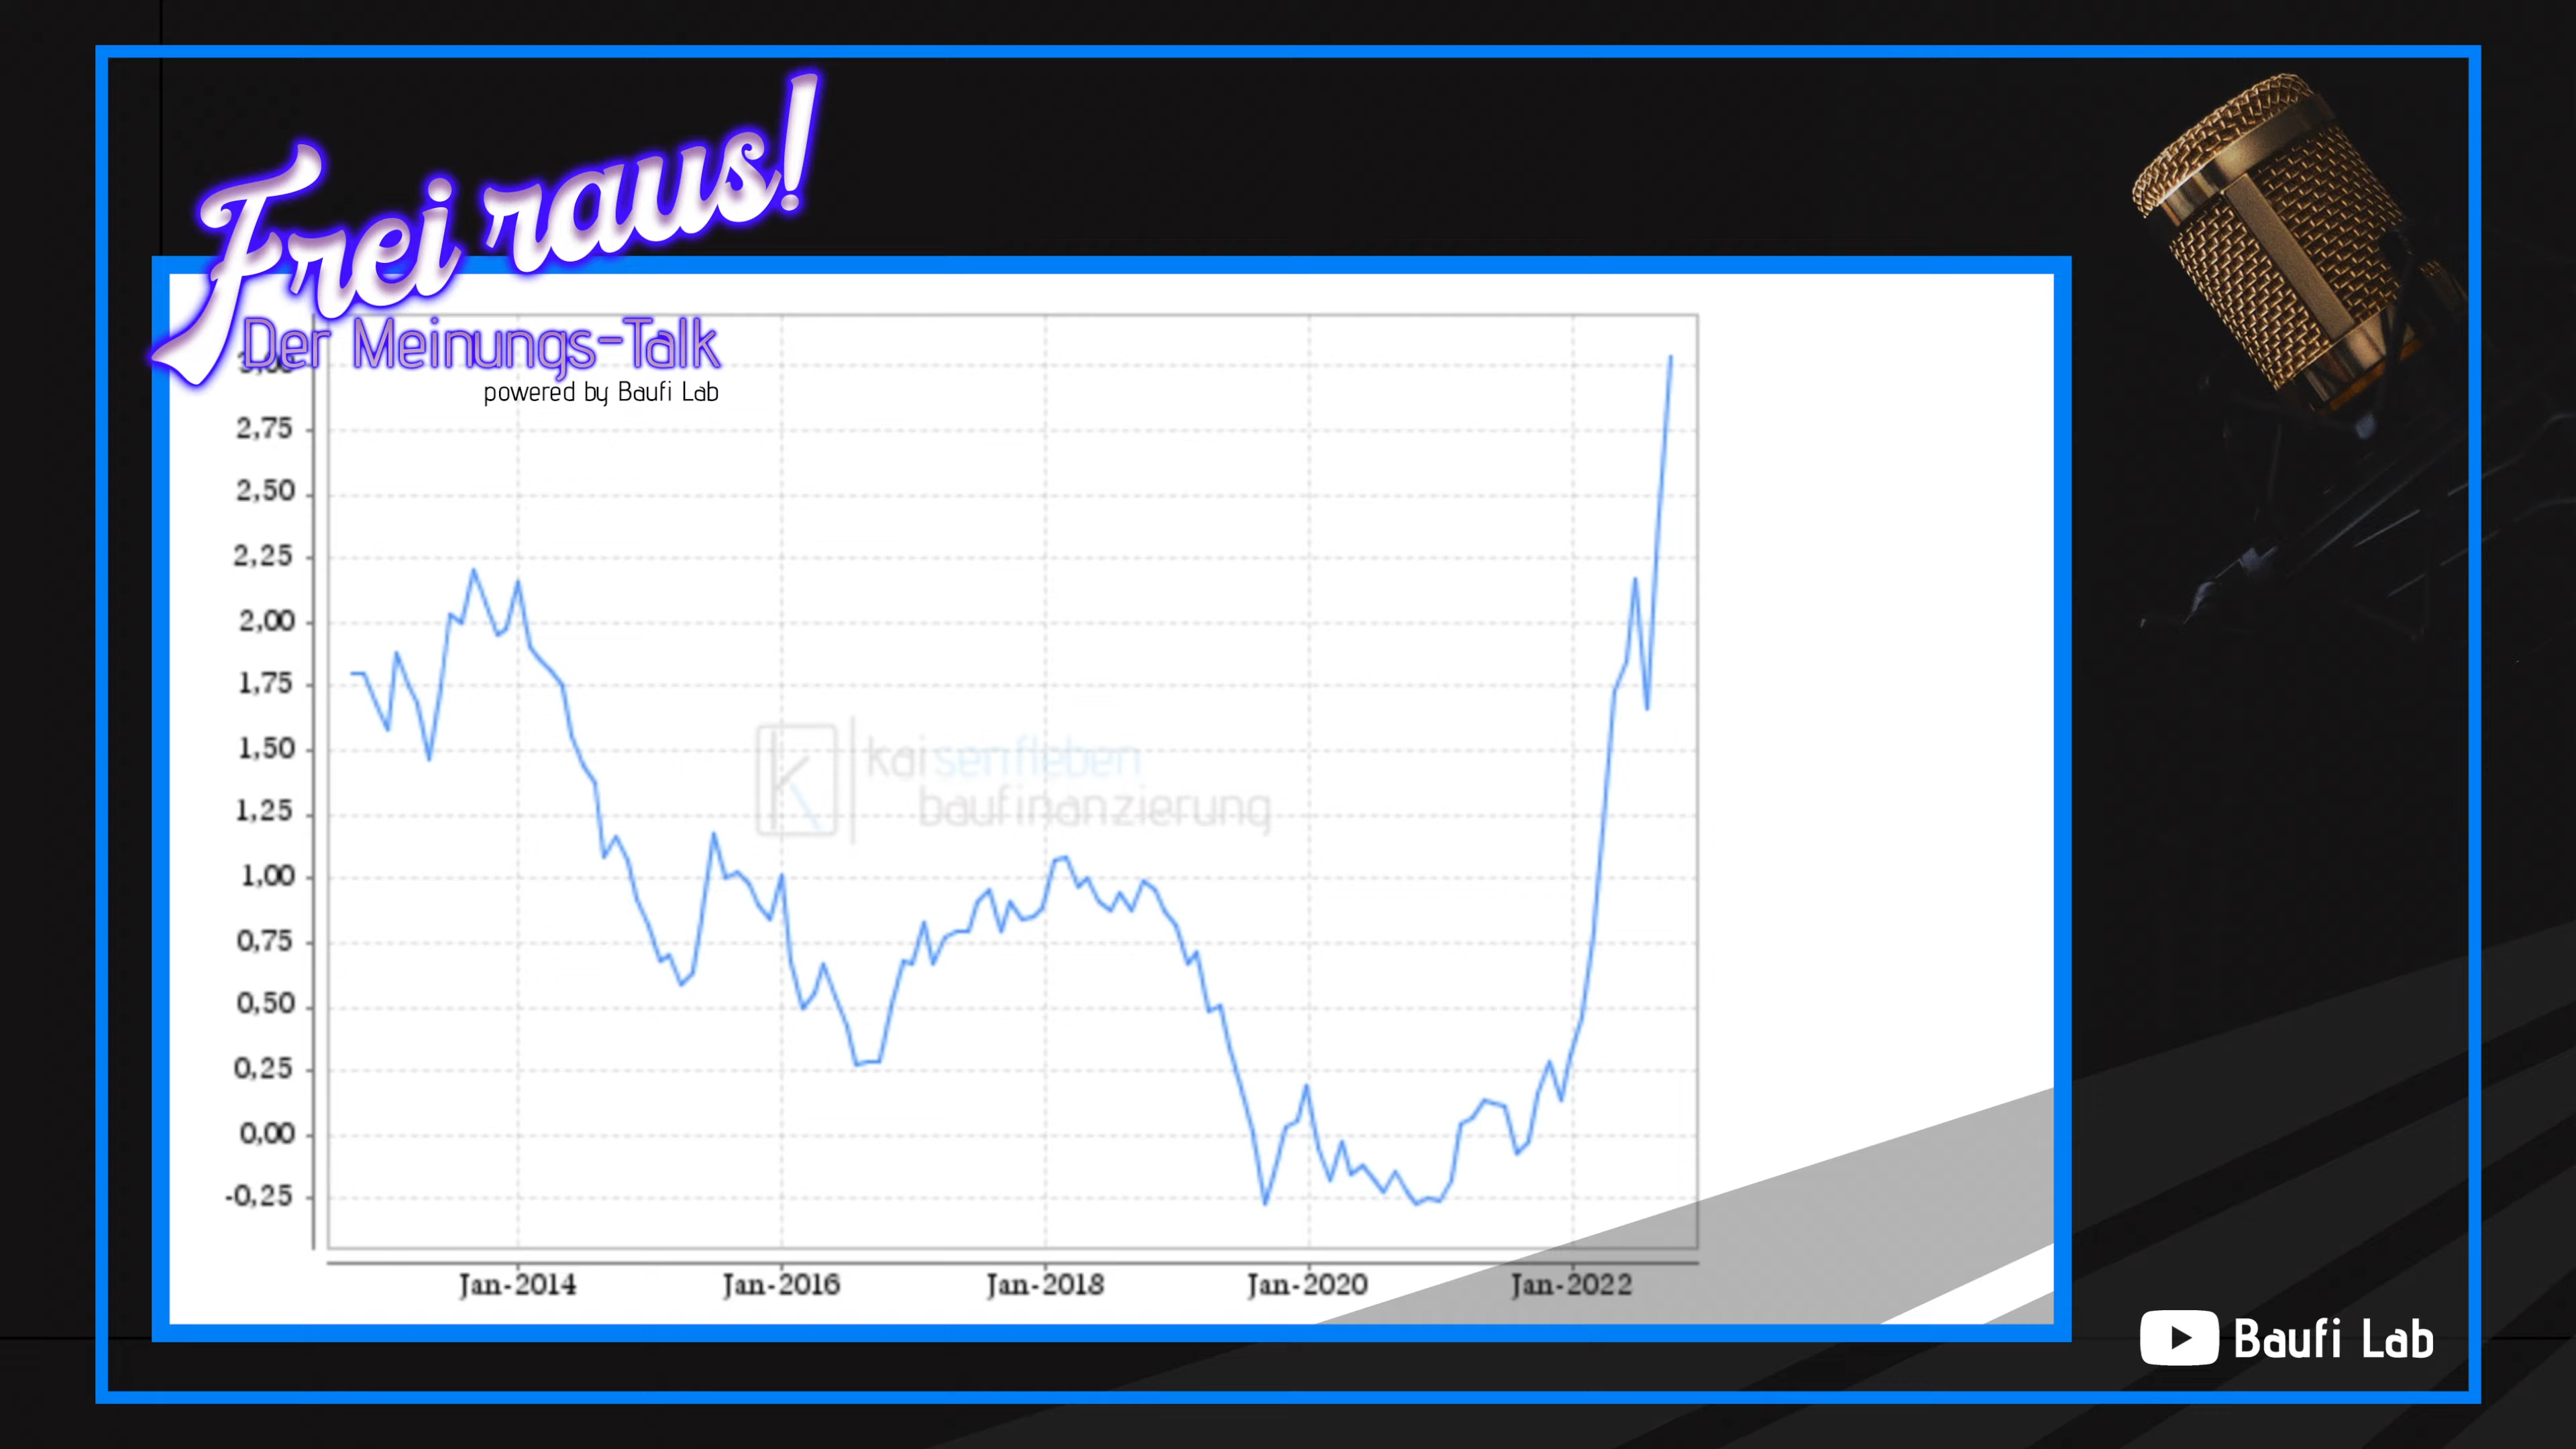 Frei raus!
Der Meinungs-Talk
powered by Baufi Lab
2,75
2,50
2,25
2,00
1,75
1,50
1,25
1,00
0,75
0,50
0,25
0,00
-0,25
kai senfleben
baufinanzierung
Jan-2014
Jan-2016
Jan-2018
Jan-2020
Jan-2022
Baufi Lab